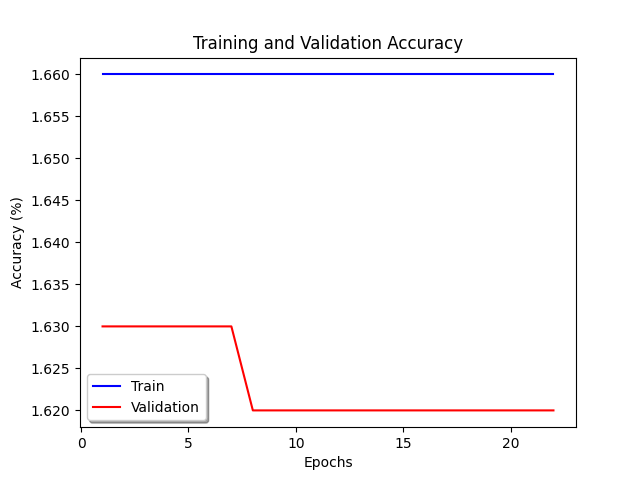 Training and Validation Accuracy
Accuracy (%)
1.660
1.655
1.650
1.645
1.640
1.635
1.630
1.625
1.620
Train
Validation
0 5 10 15 20
Epochs